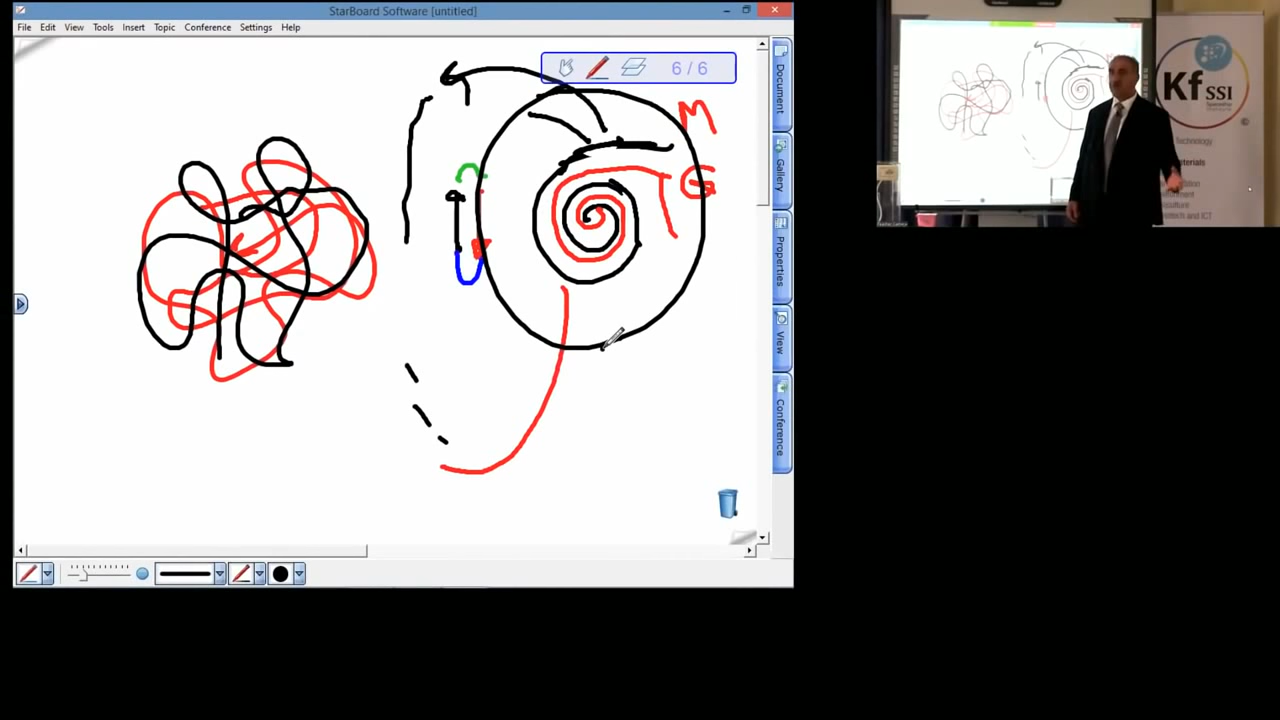 StarBoard Software [untitled]
File Edit View Tools Insert Topic Conference Settings Help
6 / 6
M
G
Document
Gallery
Properties
View
Conference
Kf SSI
Technology